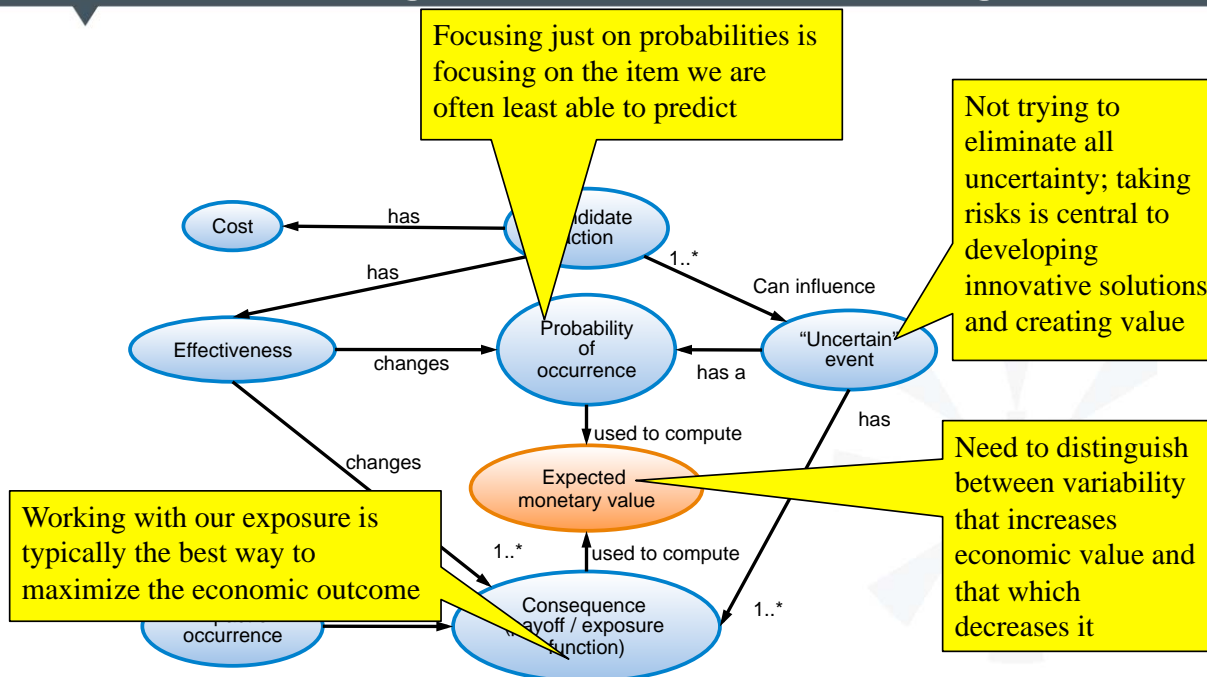 Focusing just on probabilities is
focusing on the item we are
often least able to predict
Not trying to
eliminate all
uncertainty; taking
risks is central to
developing
innovative solutions
and creating value
Cost
has
action
has
1..*
Can influence
Effectiveness
changes
Probability
of
occurrence
has a
“Uncertain”
event
used to compute
has
changes
Expected
monetary value
Need to distinguish
between variability
that increases
economic value and
that which
decreases it
Working with our exposure is
typically the best way to
maximize the economic outcome
1..*
used to compute
1..*
occurrence
Consequence
(payoff / exposure
function)